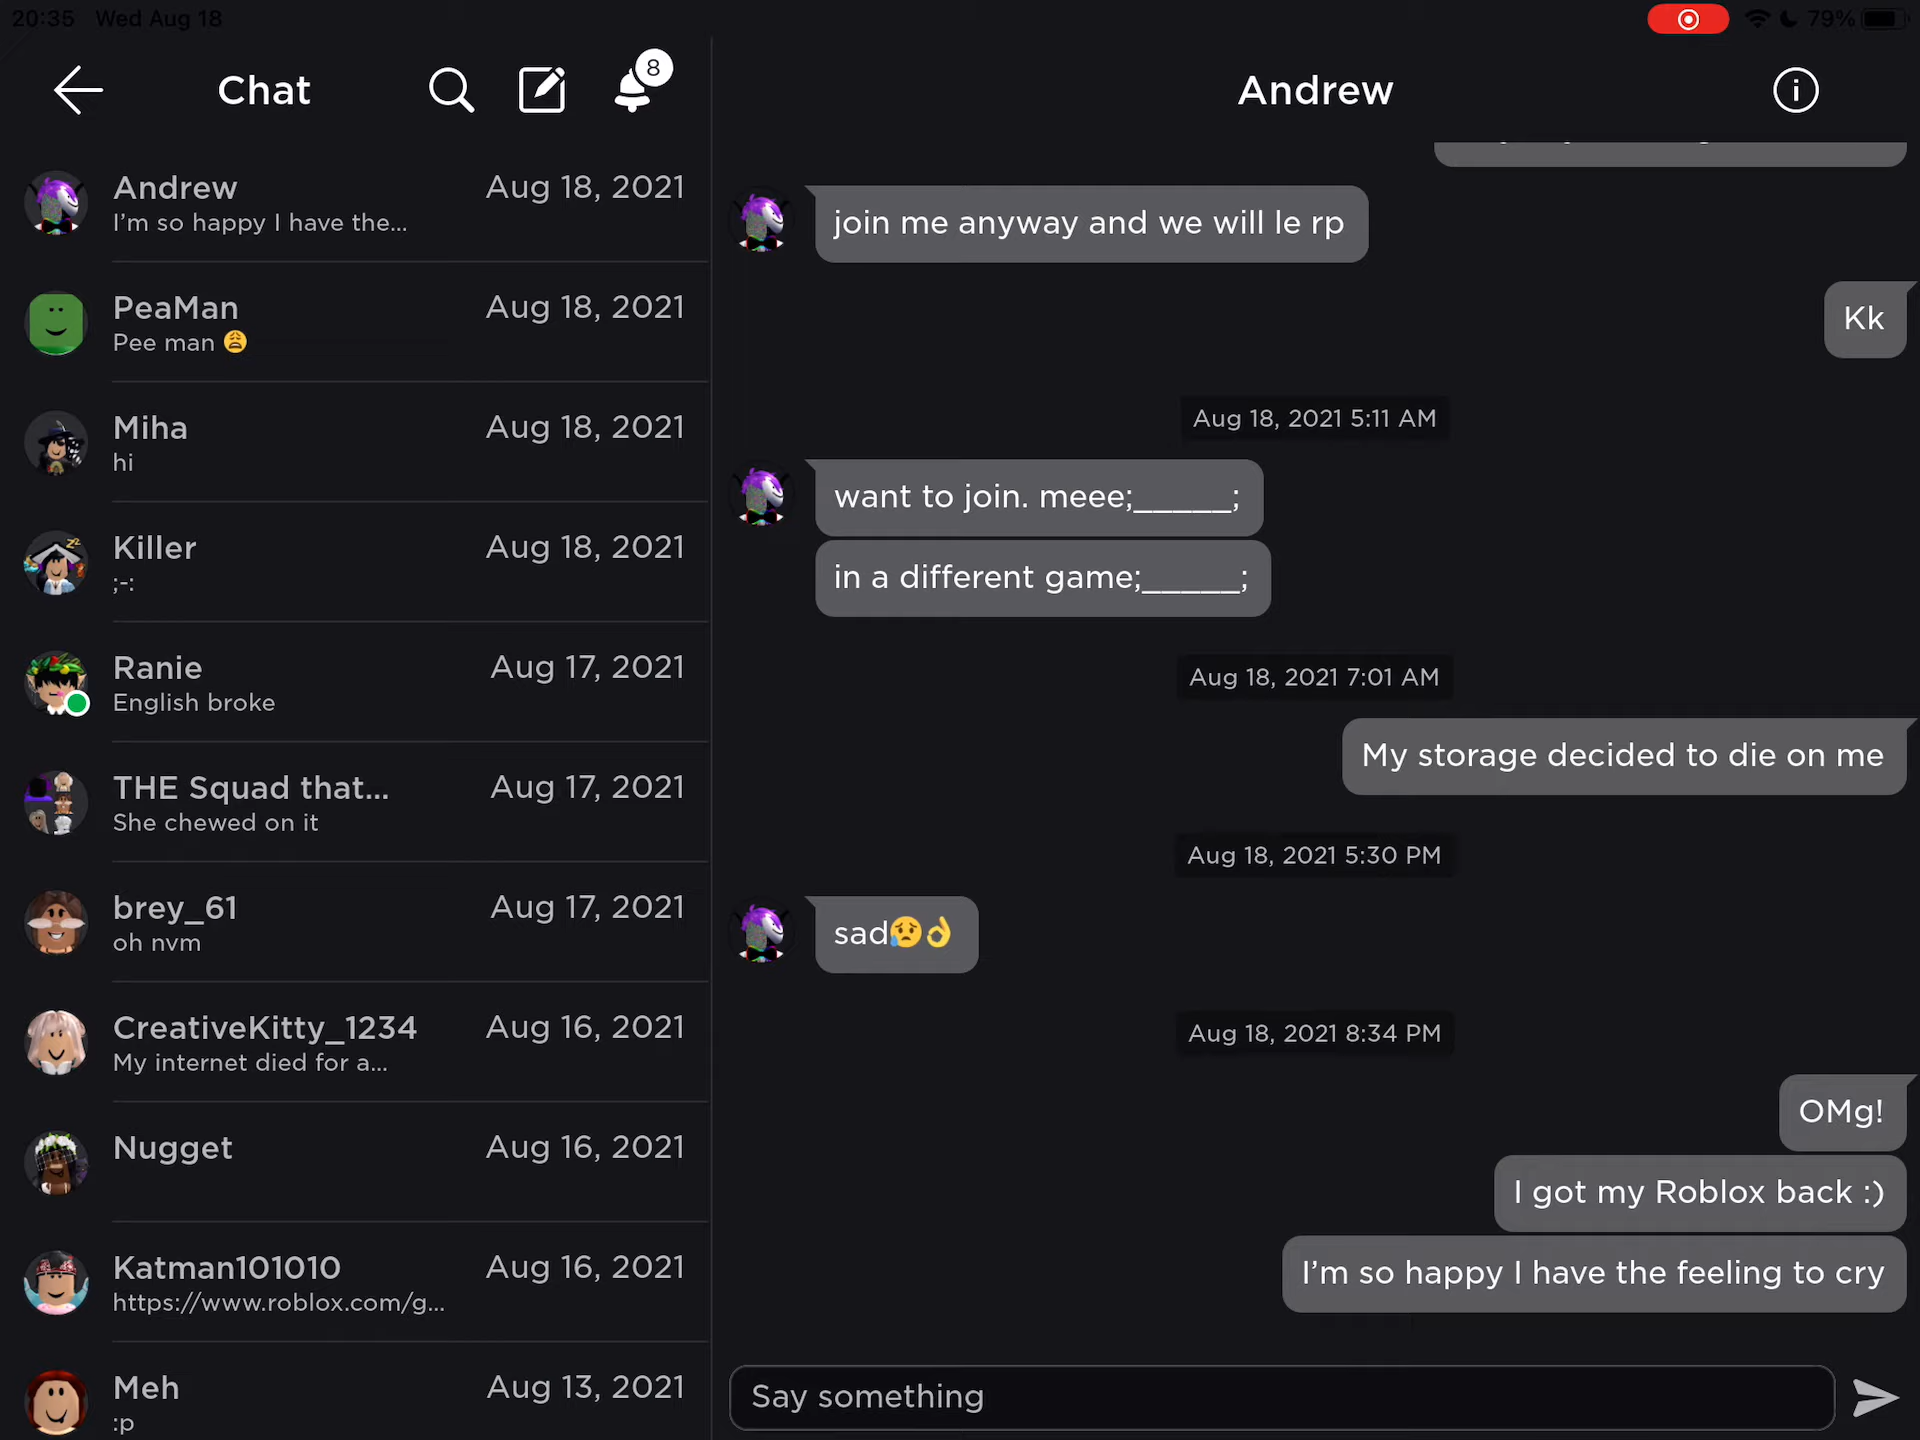 20:35 Wed Aug 18
79%
Chat
8
Andrew
Andrew Aug 18, 2021
I'm so happy I have the...
PeaMan Aug 18, 2021
Pee man 😩
Miha Aug 18, 2021
hi
Killer Aug 18, 2021
;-:
Ranie Aug 17, 2021
English broke
THE Squad that... Aug 17, 2021
She chewed on it
brey_61 Aug 17, 2021
oh nvm
CreativeKitty_1234 Aug 16, 2021
My internet died for a...
Nugget Aug 16, 2021
Katman101010 Aug 16, 2021
https://www.roblox.com/g...
Meh Aug 13, 2021
:p
join me anyway and we will le rp
Kk
Aug 18, 2021 5:11 AM
want to join. meee;_____;
in a different game;_____;
Aug 18, 2021 7:01 AM
My storage decided to die on me
Aug 18, 2021 5:30 PM
sad😥👌
Aug 18, 2021 8:34 PM
OMg!
I got my Roblox back :)
I'm so happy I have the feeling to cry
Say something